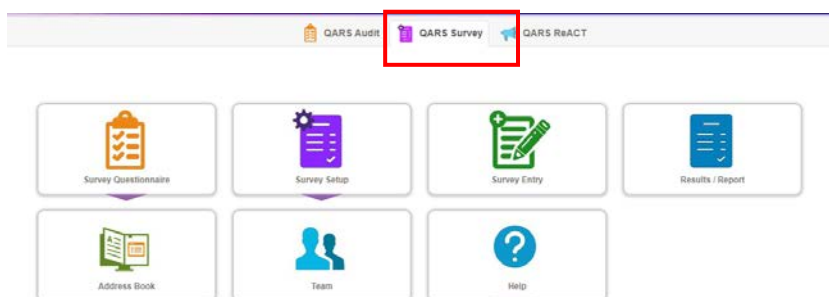 QARS Audit QARS Survey QARS ReACT
Survey Questionnaire Survey Setup Survey Entry Results / Report
Address Book Team Help